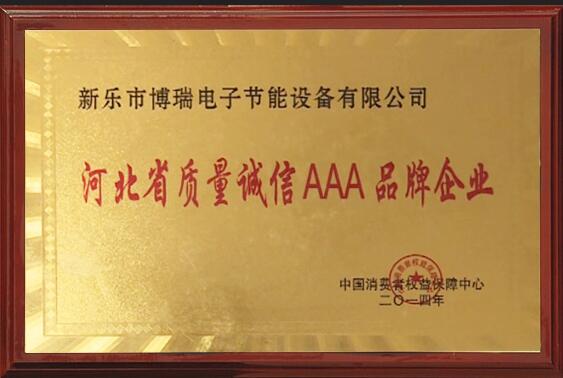 新乐市博瑞电子节能设备有限公司
河北省质量诚信AAA品牌企业
中国消费者权益保障中心
二〇一四年